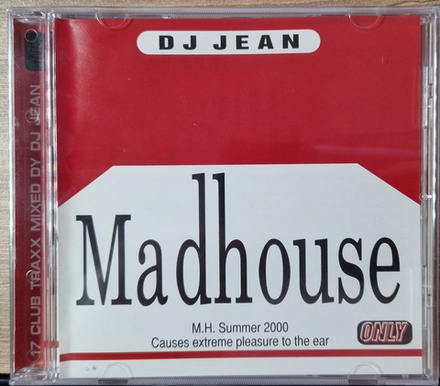 DJ JEAN
17 CLUB TRAXX MIXED BY DJ JEAN
Madhouse
M.H. Summer 2000
Causes extreme pleasure to the ear
ONLY